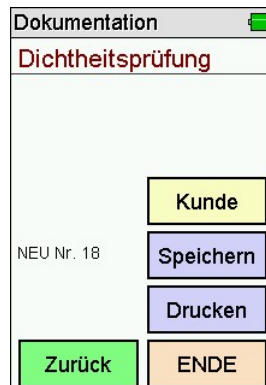 Dokumentation
Dichtheitsprüfung
Kunde
NEU Nr. 18
Speichern
Drucken
Zurück
ENDE